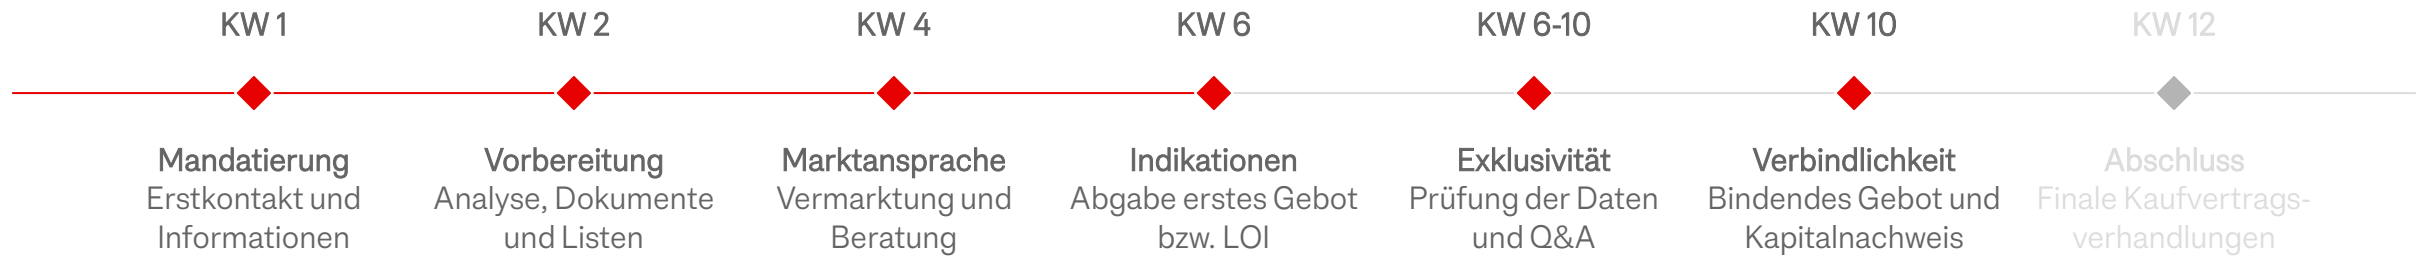 KW 1
Mandatierung
Erstkontakt und
Informationen
KW 2
Vorbereitung
Analyse, Dokumente
und Listen
KW 4
Marktansprache
Vermarktung und
Beratung
KW 6
Indikationen
Abgabe erstes Gebot
bzw. LOI
KW 6-10
Exklusivität
Prüfung der Daten
und Q&A
KW 10
Verbindlichkeit
Bindendes Gebot und
Kapitalnachweis
KW 12
Abschluss
Finale Kaufvertrags-
verhandlungen